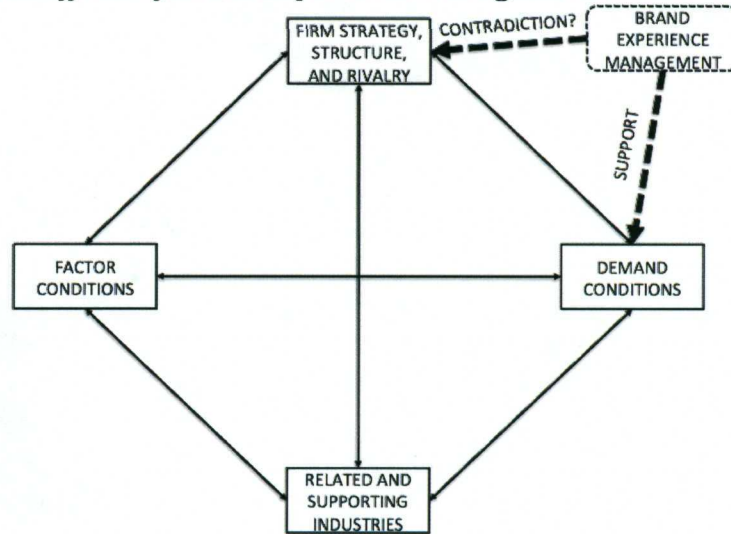 FIRM STRATEGY,
STRUCTURE,
AND RIVALRY
CONTRADICTION?
BRAND
EXPERIENCE
MANAGEMENT
SUPPORT
FACTOR
CONDITIONS
DEMAND
CONDITIONS
RELATED AND
SUPPORTING
INDUSTRIES